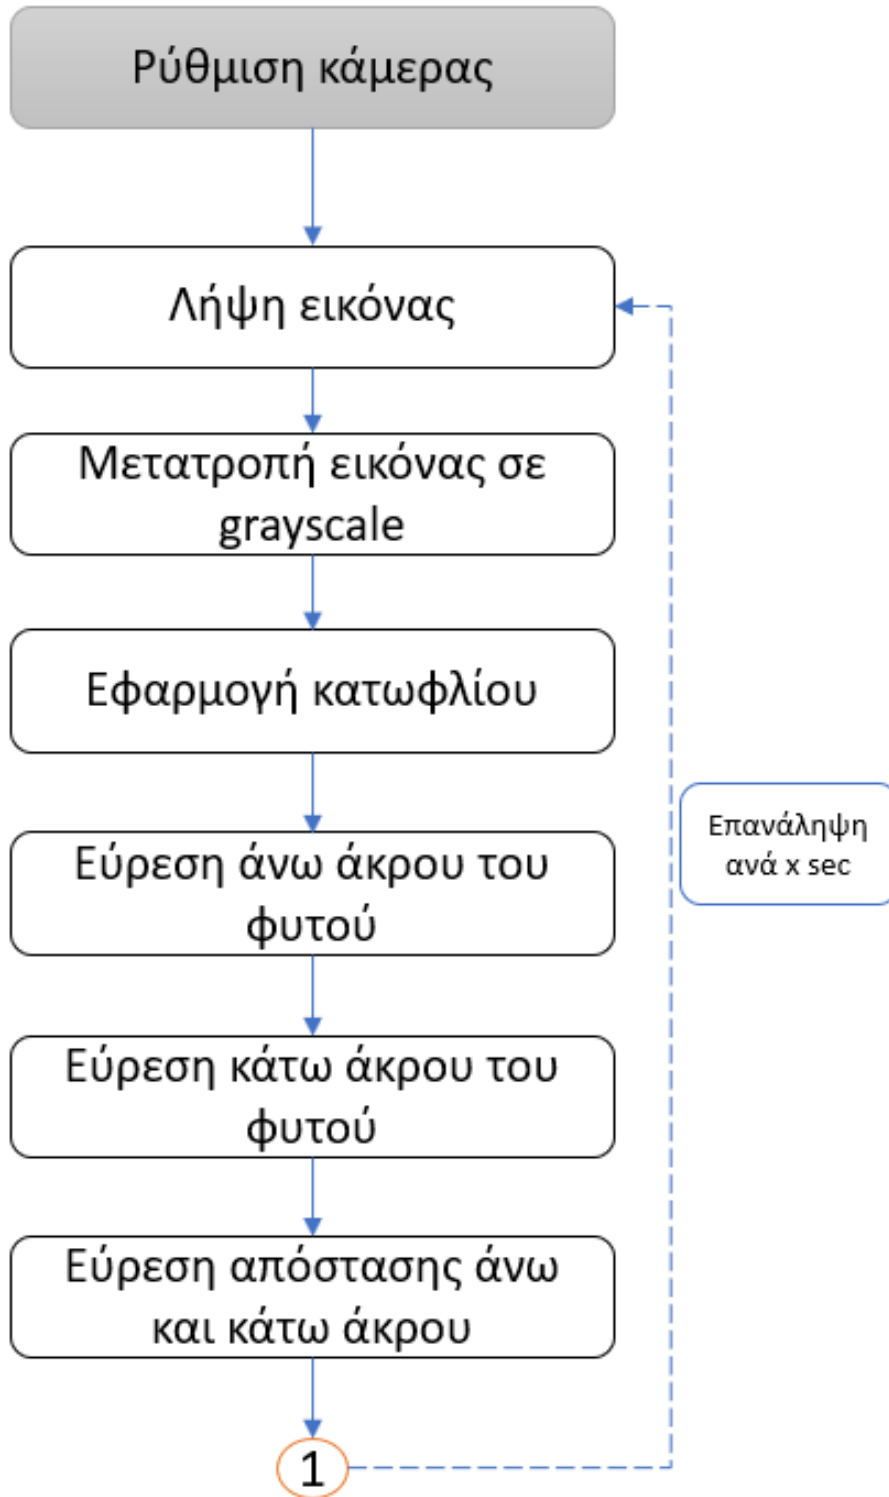 Ρύθμιση κάμερας
Λήψη εικόνας
Μετατροπή εικόνας σε
grayscale
Εφαρμογή κατωφλίου
Εύρεση άνω άκρου του
φυτού
Εύρεση κάτω άκρου του
φυτού
Εύρεση απόστασης άνω
και κάτω άκρου
1
Επανάληψη
ανά x sec